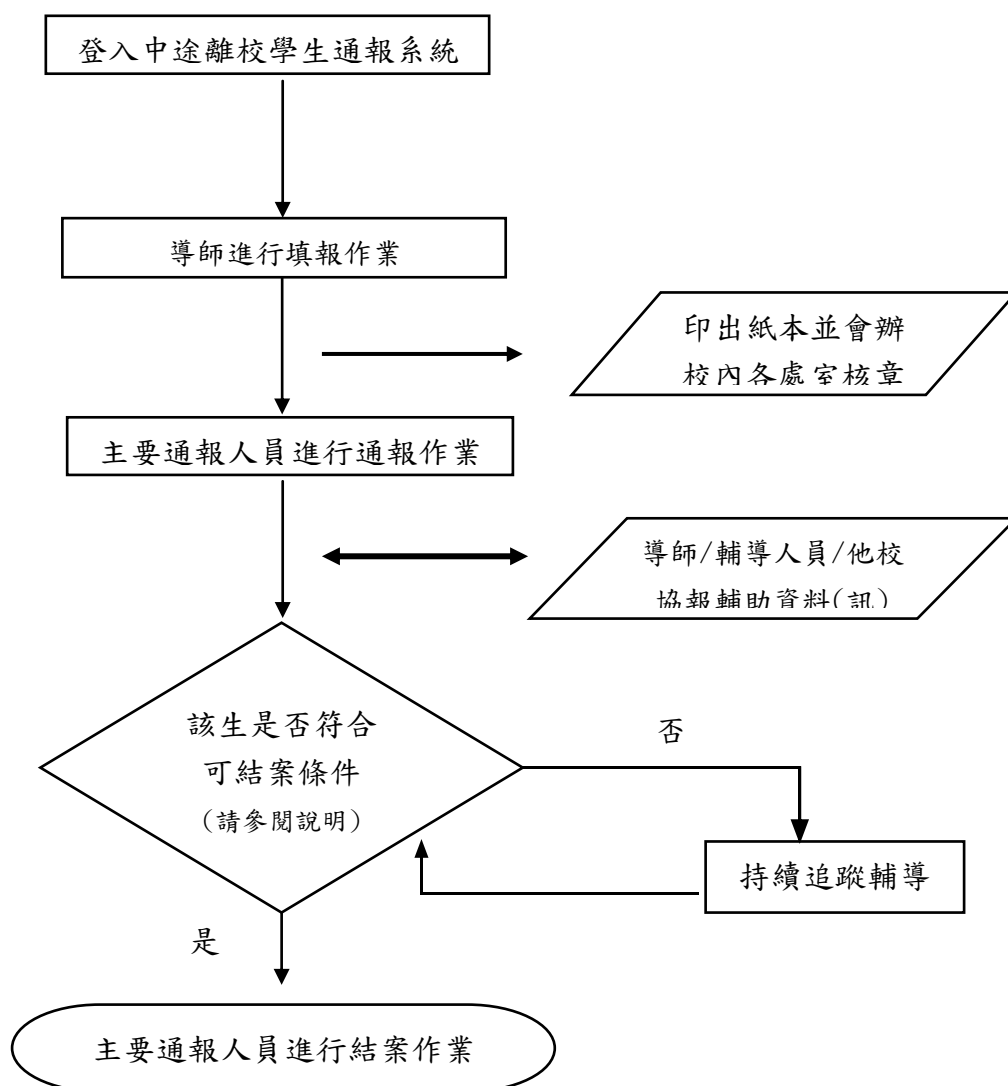 登入中途離校學生通報系統
導師進行填報作業
印出紙本並會辦
校內各處室核章
主要通報人員進行通報作業
導師/輔導人員/他校
協報輔助資料(訊)
該生是否符合
可結案條件
（請參閱說明）
否
持續追蹤輔導
是
主要通報人員進行結案作業